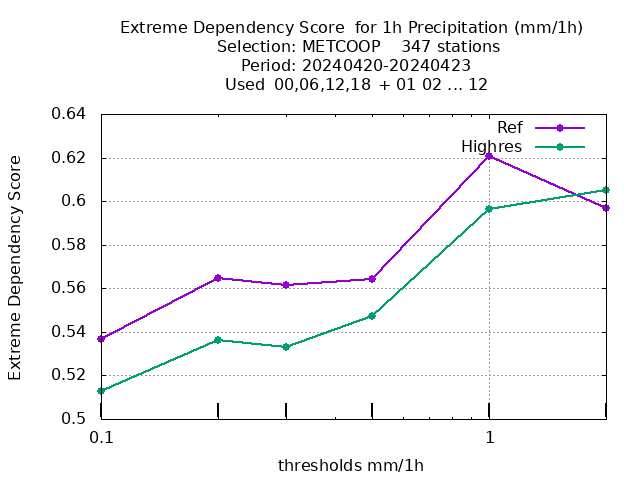 Extreme Dependency Score for 1h Precipitation (mm/1h)
Selection: METCOOP 347 stations
Period: 20240420-20240423
Used 00,06,12,18 + 01 02 ... 12
Ref
Highres
Extreme Dependency Score
0.64
0.62
0.6
0.58
0.56
0.54
0.52
0.5
0.1
1
thresholds mm/1h